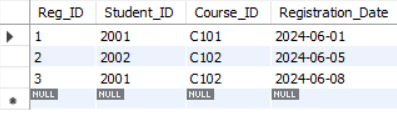 Reg_ID Student_ID Course_ID Registration_Date
1 2001 C101 2024-06-01
2 2002 C102 2024-06-05
3 2001 C102 2024-06-08
NULL NULL NULL NULL